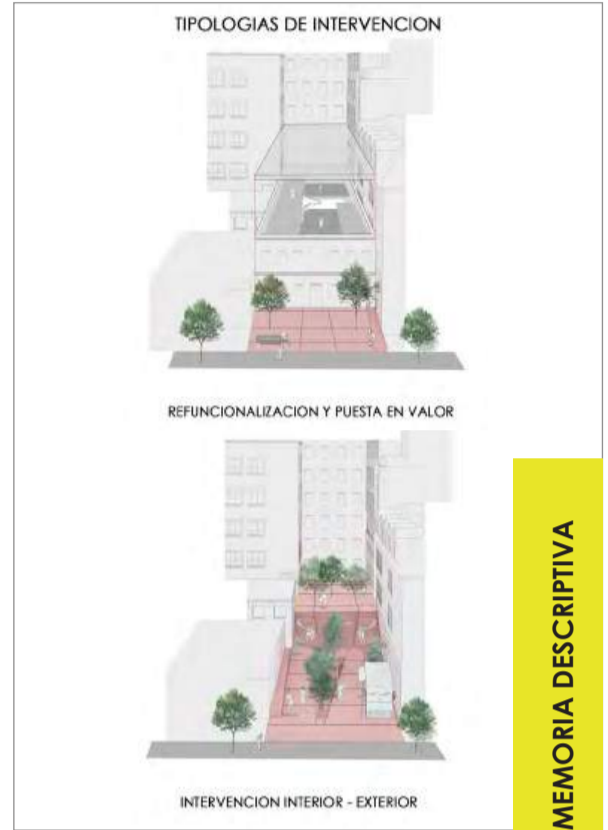 TIPOLOGIAS DE INTERVENCION
REFUNCIONALIZACION Y PUESTA EN VALOR
INTERVENCION INTERIOR - EXTERIOR
MEMORIA DESCRIPTIVA